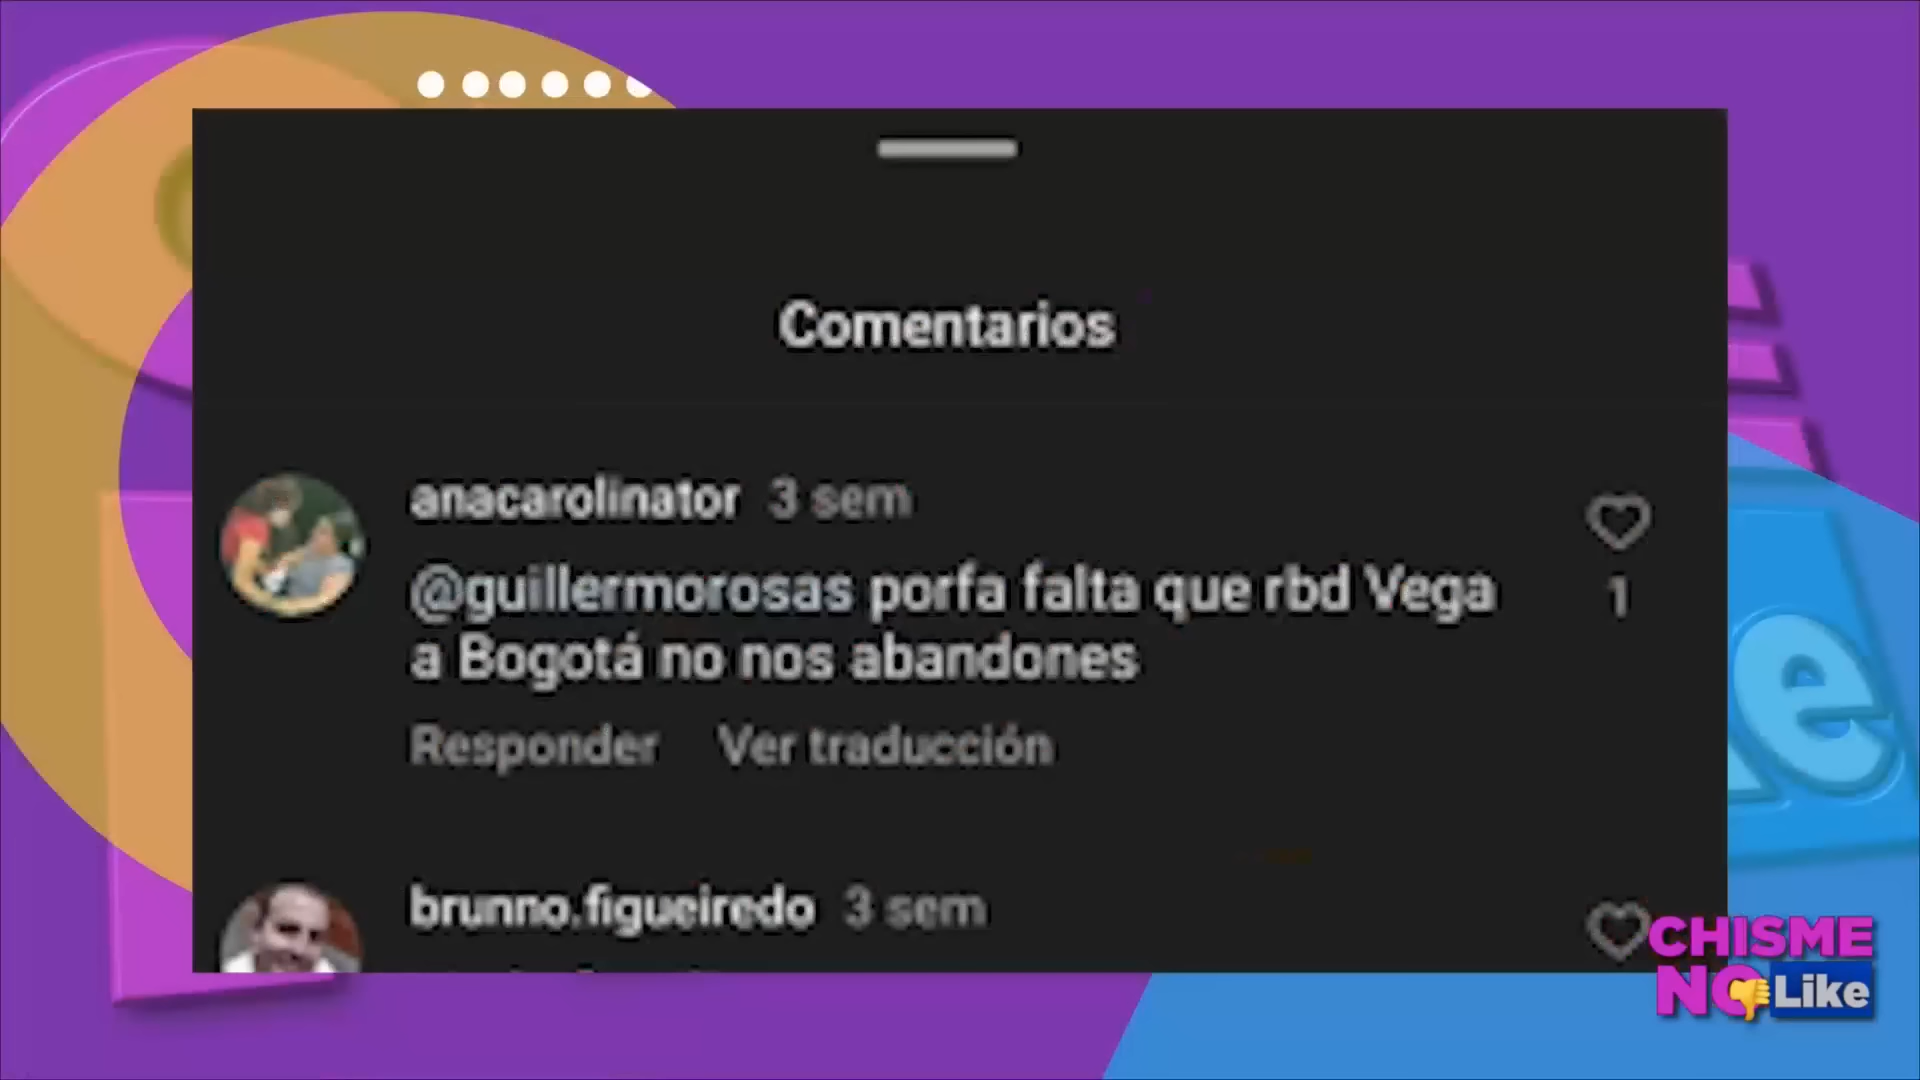 Comentarios
anacarolinator 3 sem
@guillermorosas porfa falta que rbd Vega
1
a Bogotá no nos abandones
Responder Ver traducción
brunno.figueiredo 3 sem
CHISME
NO Like